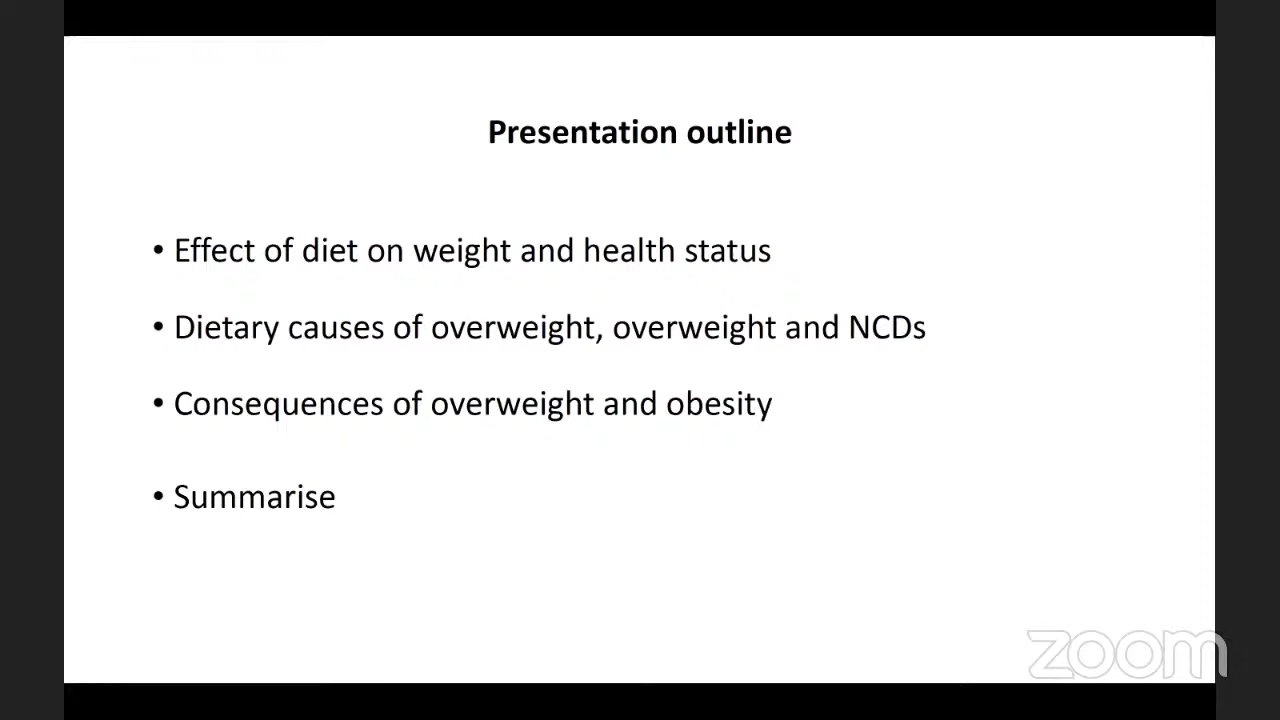 Presentation outline
• Effect of diet on weight and health status
• Dietary causes of overweight, overweight and NCDs
• Consequences of overweight and obesity
• Summarise
zoom